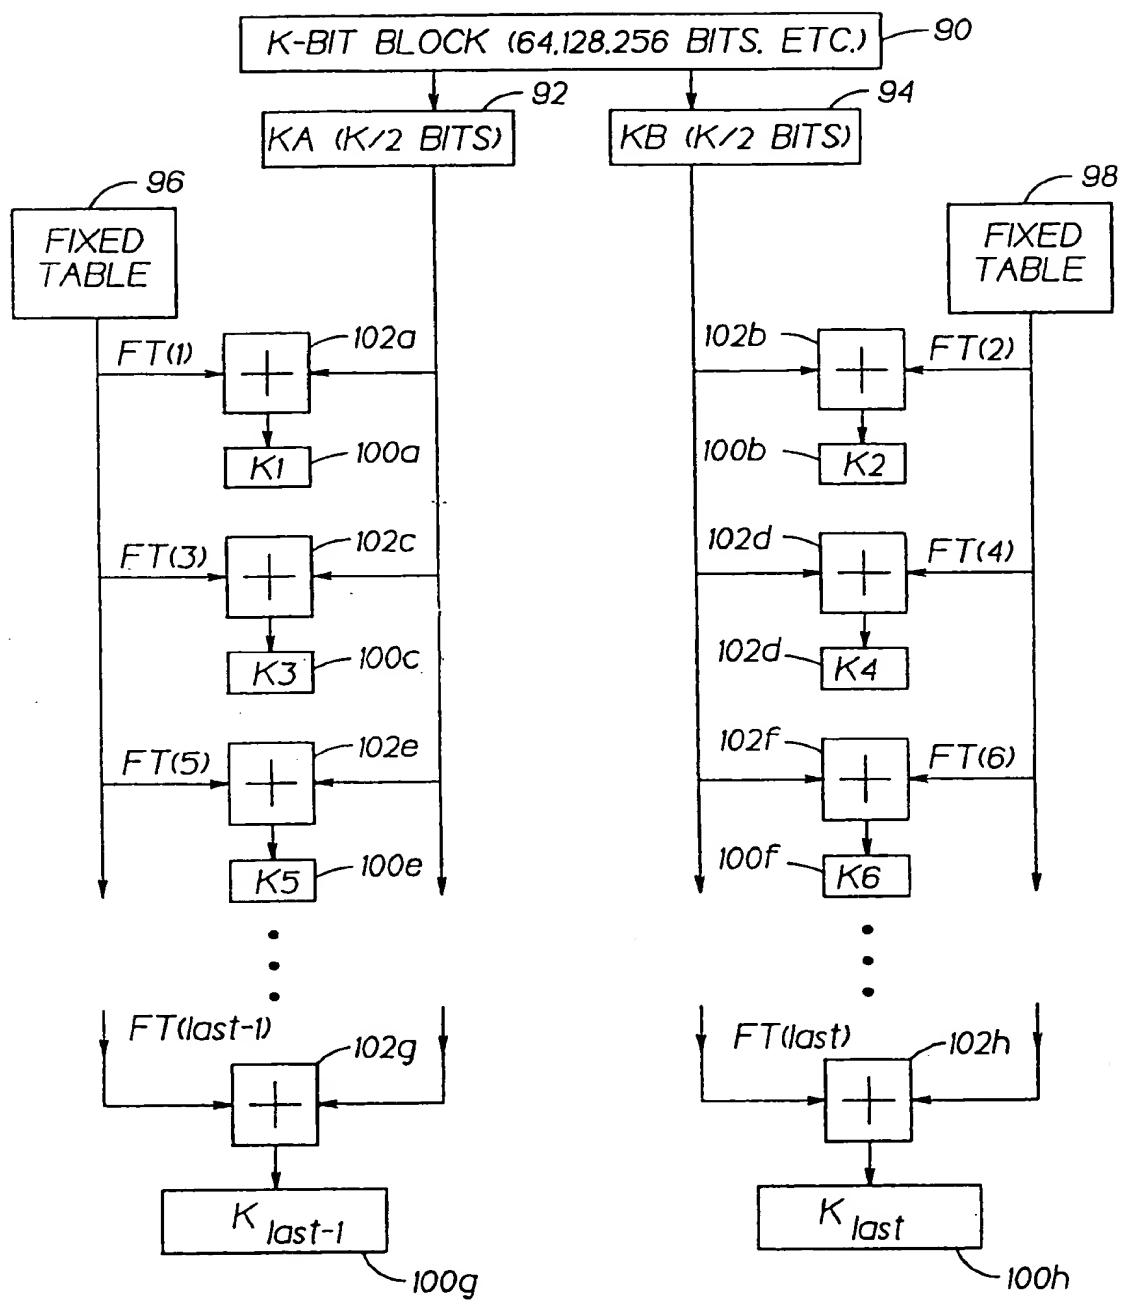 K-BIT BLOCK (64,128,256 BITS. ETC.)
90
92
94
KA (K/2 BITS)
KB (K/2 BITS)
96
98
FIXED
TABLE
FIXED
TABLE
FT(1)
102a
102b
FT(2)
100a
K1
100b
K2
FT(3)
102c
102d
FT(4)
K3
100c
102d
K4
FT(5)
102e
102f
FT(6)
K5
100e
100f
K6
FT(last-1)
102g
FT(last)
102h
K last-1
K last
100g
100h